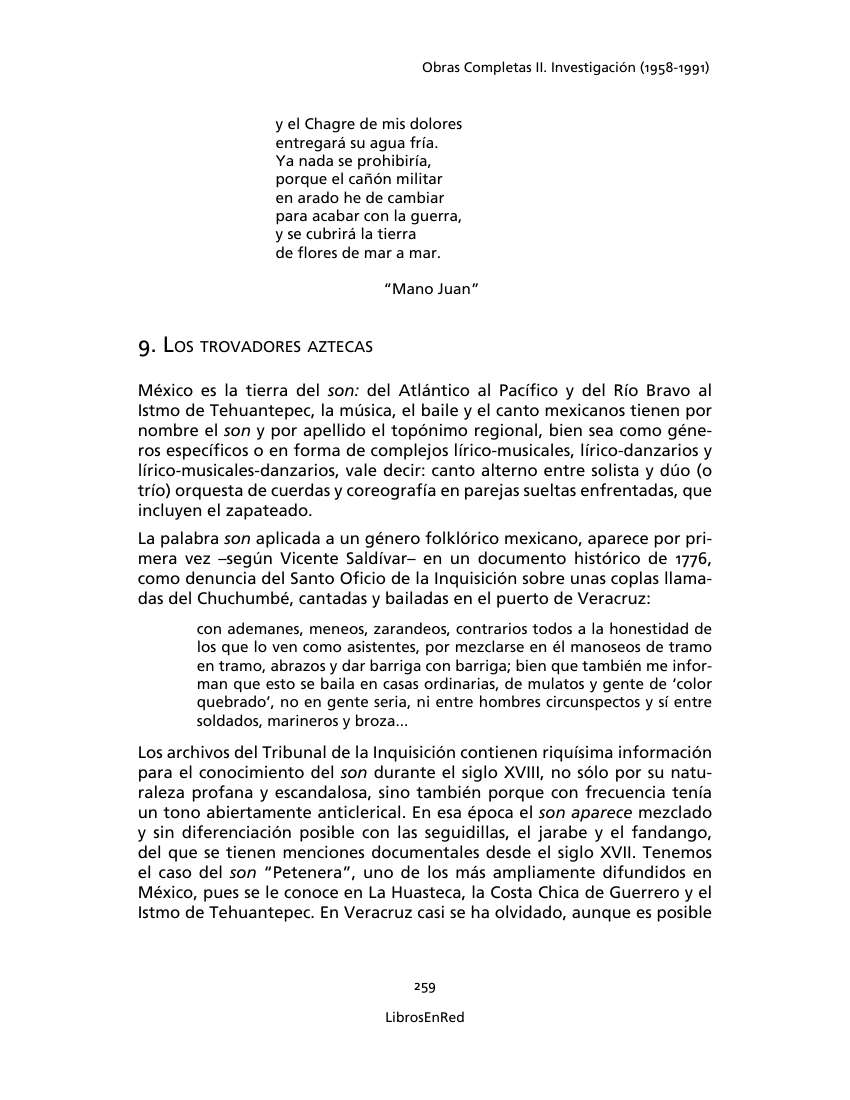 Obras Completas II. Investigación (1958-1991)
y el Chagre de mis dolores
entregará su agua fría.
Ya nada se prohibiría,
porque el cañón militar
en arado he de cambiar
para acabar con la guerra,
y se cubrirá la tierra
de flores de mar a mar.
“Mano Juan”
9. Los trovadores aztecas
México es la tierra del son: del Atlántico al Pacífico y del Río Bravo al
Istmo de Tehuantepec, la música, el baile y el canto mexicanos tienen por
nombre el son y por apellido el topónimo regional, bien sea como géne-
ros específicos o en forma de complejos lírico-musicales, lírico-danzarios y
lírico-musicales-danzarios, vale decir: canto alterno entre solista y dúo (o
trío) orquesta de cuerdas y coreografía en parejas sueltas enfrentadas, que
incluyen el zapateado.
La palabra son aplicada a un género folklórico mexicano, aparece por pri-
mera vez –según Vicente Saldívar– en un documento histórico de 1776,
como denuncia del Santo Oficio de la Inquisición sobre unas coplas llama-
das del Chuchumbé, cantadas y bailadas en el puerto de Veracruz:
con ademanes, meneos, zarandeos, contrarios todos a la honestidad de
los que lo ven como asistentes, por mezclarse en él manoseos de tramo
en tramo, abrazos y dar barriga con barriga; bien que también me infor-
man que esto se baila en casas ordinarias, de mulatos y gente de ‘color
quebrado’, no en gente seria, ni entre hombres circunspectos y sí entre
soldados, marineros y broza...
Los archivos del Tribunal de la Inquisición contienen riquísima información
para el conocimiento del son durante el siglo XVIII, no sólo por su natu-
raleza profana y escandalosa, sino también porque con frecuencia tenía
un tono abiertamente anticlerical. En esa época el son aparece mezclado
y sin diferenciación posible con las seguidillas, el jarabe y el fandango,
del que se tienen menciones documentales desde el siglo XVII. Tenemos
el caso del son “Petenera”, uno de los más ampliamente difundidos en
México, pues se le conoce en La Huasteca, la Costa Chica de Guerrero y el
Istmo de Tehuantepec. En Veracruz casi se ha olvidado, aunque es posible
259
LibrosEnRed